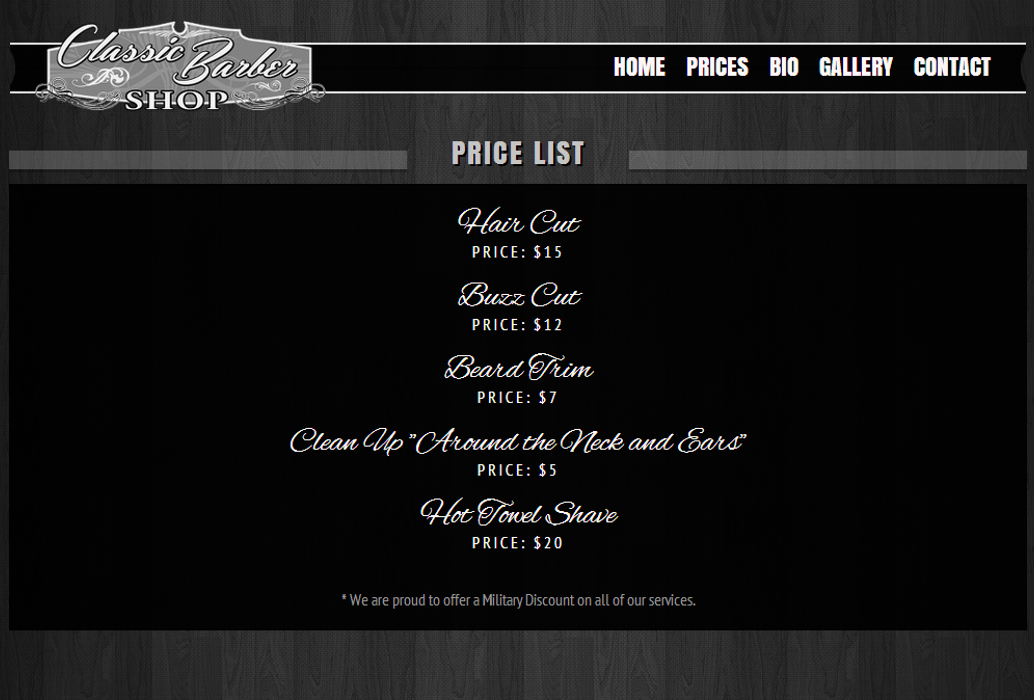 Classic Barber
SHOP
HOME PRICES BIO GALLERY CONTACT
PRICE LIST
Hair Cut
PRICE: $15
Buzz Cut
PRICE: $12
Beard Trim
PRICE: $7
Clean Up "Around the Neck and Ears"
PRICE: $5
Hot Towel Shave
PRICE: $20
* We are proud to offer a Military Discount on all of our services.